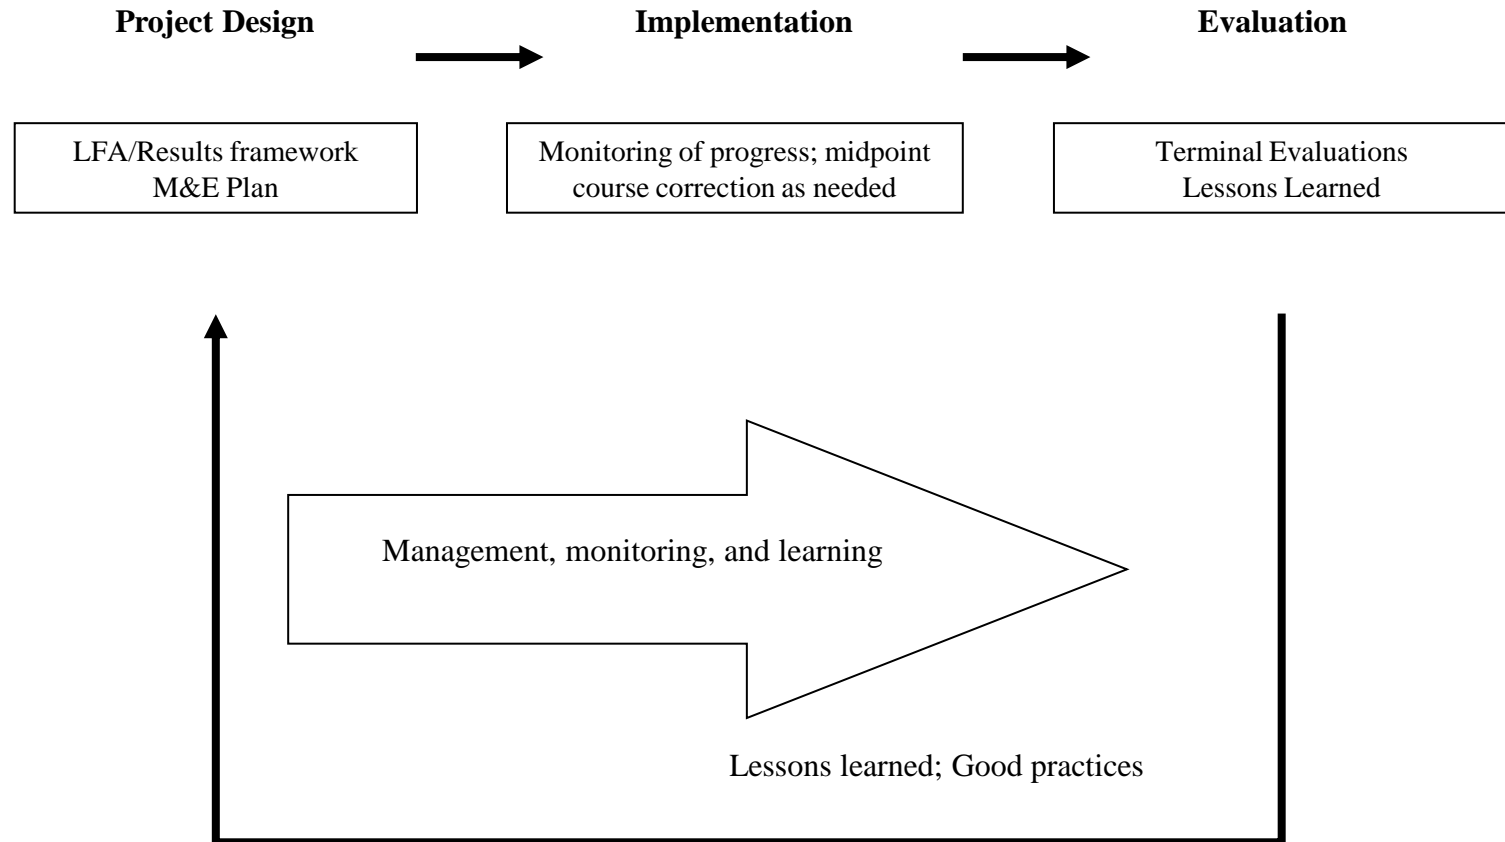 Project Design
Implementation
Evaluation
LFA/Results framework
M&E Plan
Monitoring of progress; midpoint
course correction as needed
Terminal Evaluations
Lessons Learned
Management, monitoring, and learning
Lessons learned; Good practices